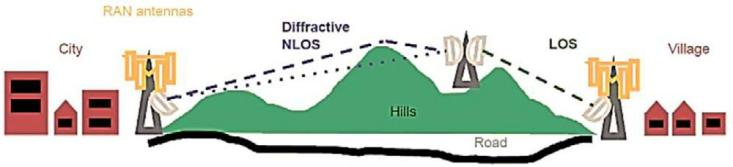 RAN antennas
City
Diffractive
NLOS
LOS
Village
Hills
Road